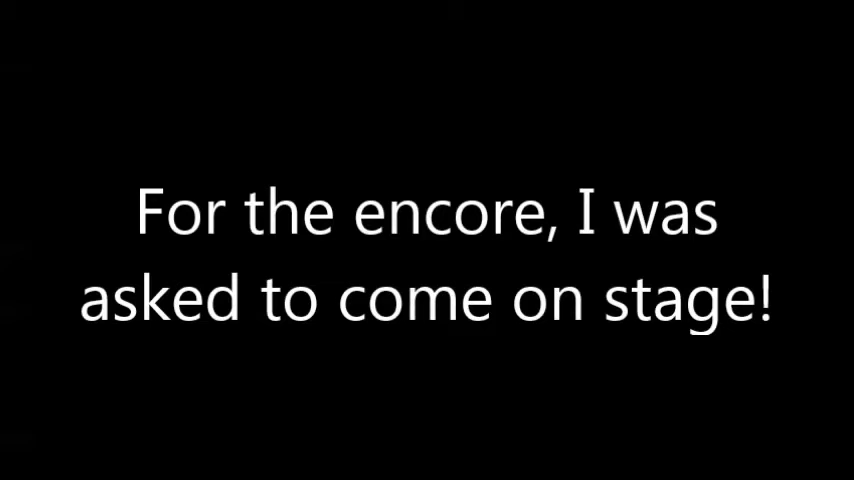 For the encore, I was
asked to come on stage!